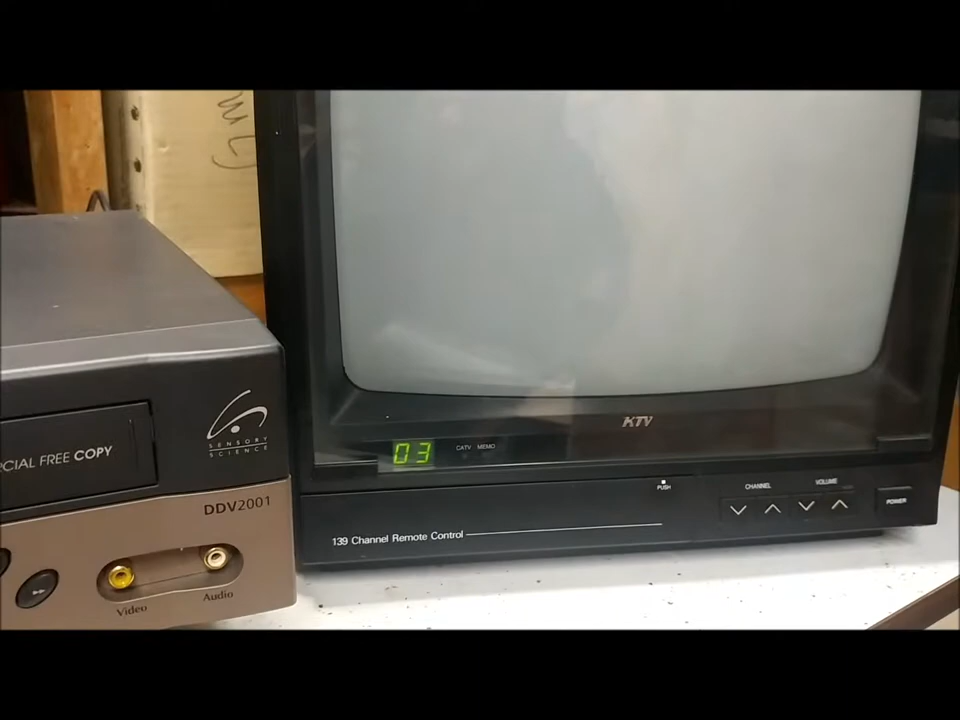 KTV
03 CATV MEMO
139 Channel Remote Control
PUSH
CHANNEL VOLUME
POWER
SENSORY
SCIENCE
FREE COPY
DDV2001
Video Audio